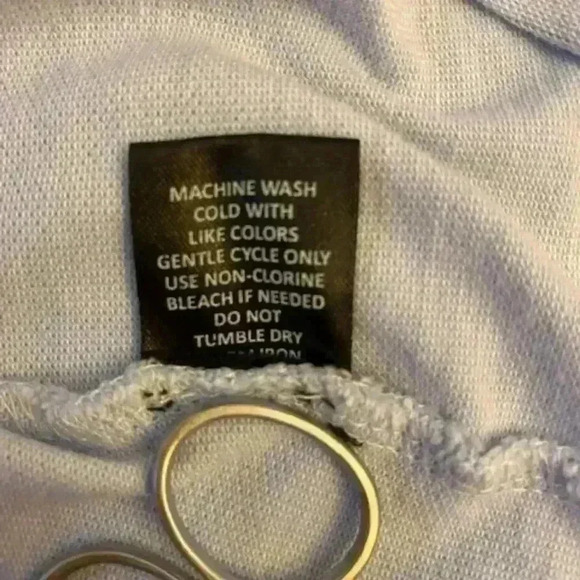 MACHINE WASH
COLD WITH
LIKE COLORS
GENTLE CYCLE ONLY
USE NON-CLORINE
BLEACH IF NEEDED
DO NOT
TUMBLE DRY
IRON